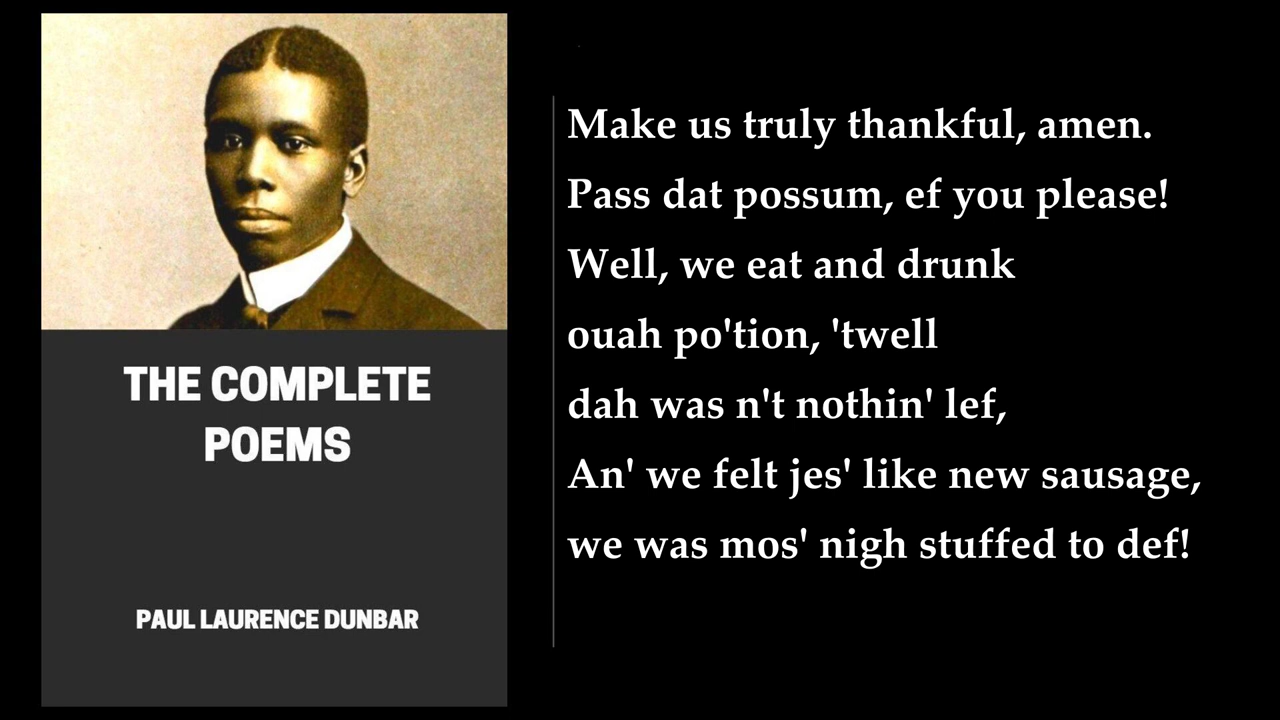 THE COMPLETE
POEMS
PAUL LAURENCE DUNBAR
Make us truly thankful, amen.
Pass dat possum, ef you please!
Well, we eat and drunk
ouah po'tion, 'twell
dah was n't nothin' lef,
An' we felt jes' like new sausage,
we was mos' nigh stuffed to def!